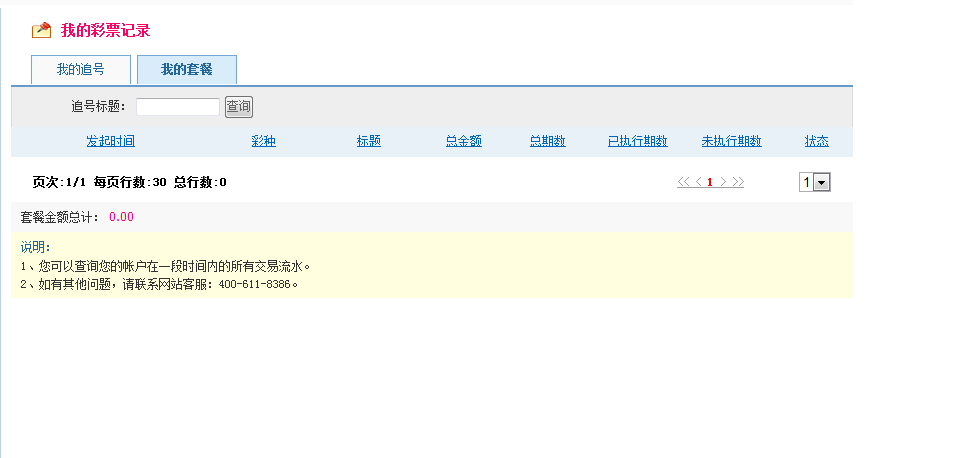 我的彩票记录
我的追号 我的套餐
追号标题： 查询
发起时间 彩种 标题 总金额 总期数 已执行期数 未执行期数 状态
页次:1/1 每页行数:30 总行数:0 << < 1 > >> 1
套餐金额总计： 0.00
说明：
1、您可以查询您的帐户在一段时间内的所有交易流水。
2、如有其他问题，请联系网站客服：400-611-8386。